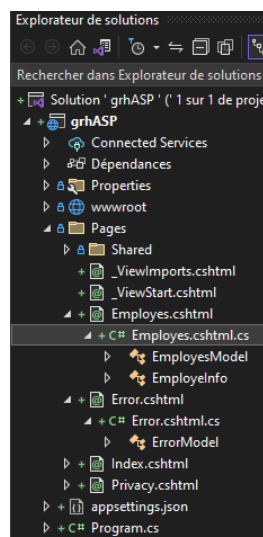 Explorateur de solutions
Rechercher dans Explorateur de solutions
Solution ' grhASP ' (' 1 sur 1 de proje
grhASP
Connected Services
Dépendances
Properties
wwwroot
Pages
Shared
_ViewImports.cshtml
_ViewStart.cshtml
Employes.cshtml
C# Employes.cshtml.cs
EmployesModel
EmployeInfo
Error.cshtml
C# Error.cshtml.cs
ErrorModel
Index.cshtml
Privacy.cshtml
appsettings.json
C# Program.cs